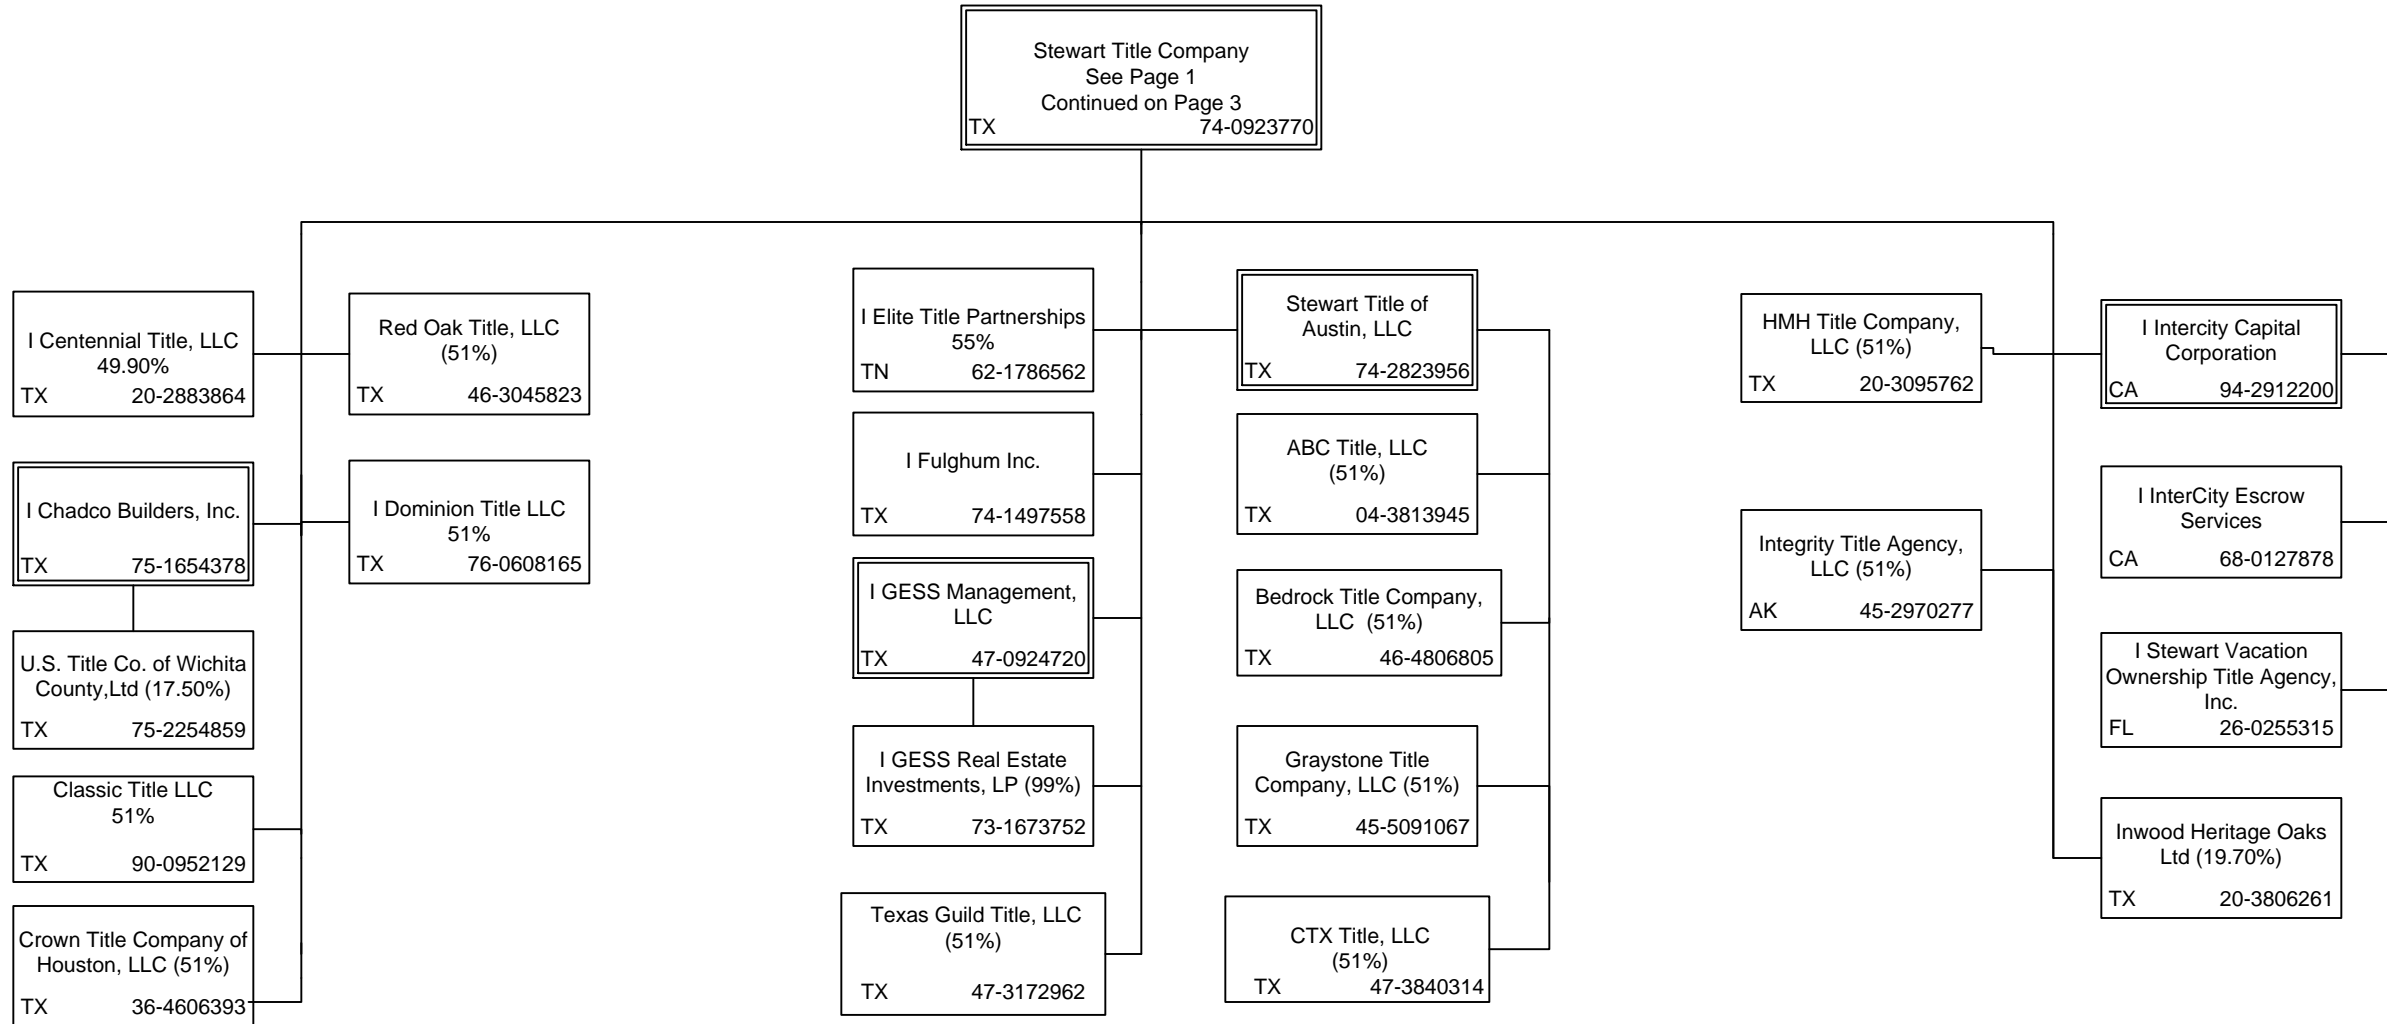 Stewart Title Company
See Page 1
Continued on Page 3
TX 74-0923770
I Centennial Title, LLC
49.90%
TX 20-2883864
Red Oak Title, LLC
(51%)
TX 46-3045823
I Chadco Builders, Inc.
TX 75-1654378
I Dominion Title LLC
51%
TX 76-0608165
U.S. Title Co. of Wichita
County,Ltd (17.50%)
TX 75-2254859
Classic Title LLC
51%
TX 90-0952129
Crown Title Company of
Houston, LLC (51%)
TX 36-4606393
I Elite Title Partnerships
55%
TN 62-1786562
I Fulghum Inc.
TX 74-1497558
I GESS Management,
LLC
TX 47-0924720
I GESS Real Estate
Investments, LP (99%)
TX 73-1673752
Texas Guild Title, LLC
(51%)
TX 47-3172962
Stewart Title of
Austin, LLC
TX 74-2823956
ABC Title, LLC
(51%)
TX 04-3813945
Bedrock Title Company,
LLC (51%)
TX 46-4806805
Graystone Title
Company, LLC (51%)
TX 45-5091067
CTX Title, LLC
(51%)
TX 47-3840314
HMH Title Company,
LLC (51%)
TX 20-3095762
Integrity Title Agency,
LLC (51%)
AK 45-2970277
I Intercity Capital
Corporation
CA 94-2912200
I InterCity Escrow
Services
CA 68-0127878
I Stewart Vacation
Ownership Title Agency,
Inc.
FL 26-0255315
Inwood Heritage Oaks
Ltd (19.70%)
TX 20-3806261